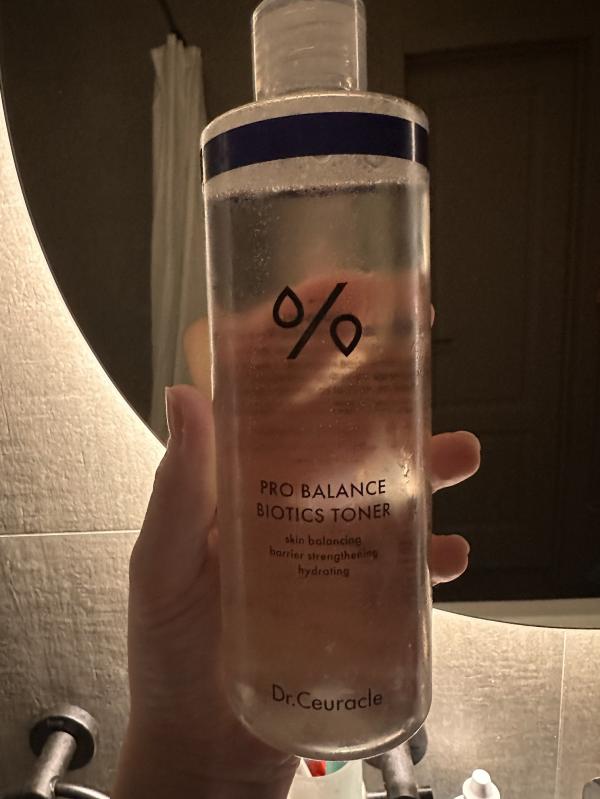 %
PRO BALANCE
BIOTICS TONER
skin balancing
barrier strengthening
hydrating
Dr.Ceuracle